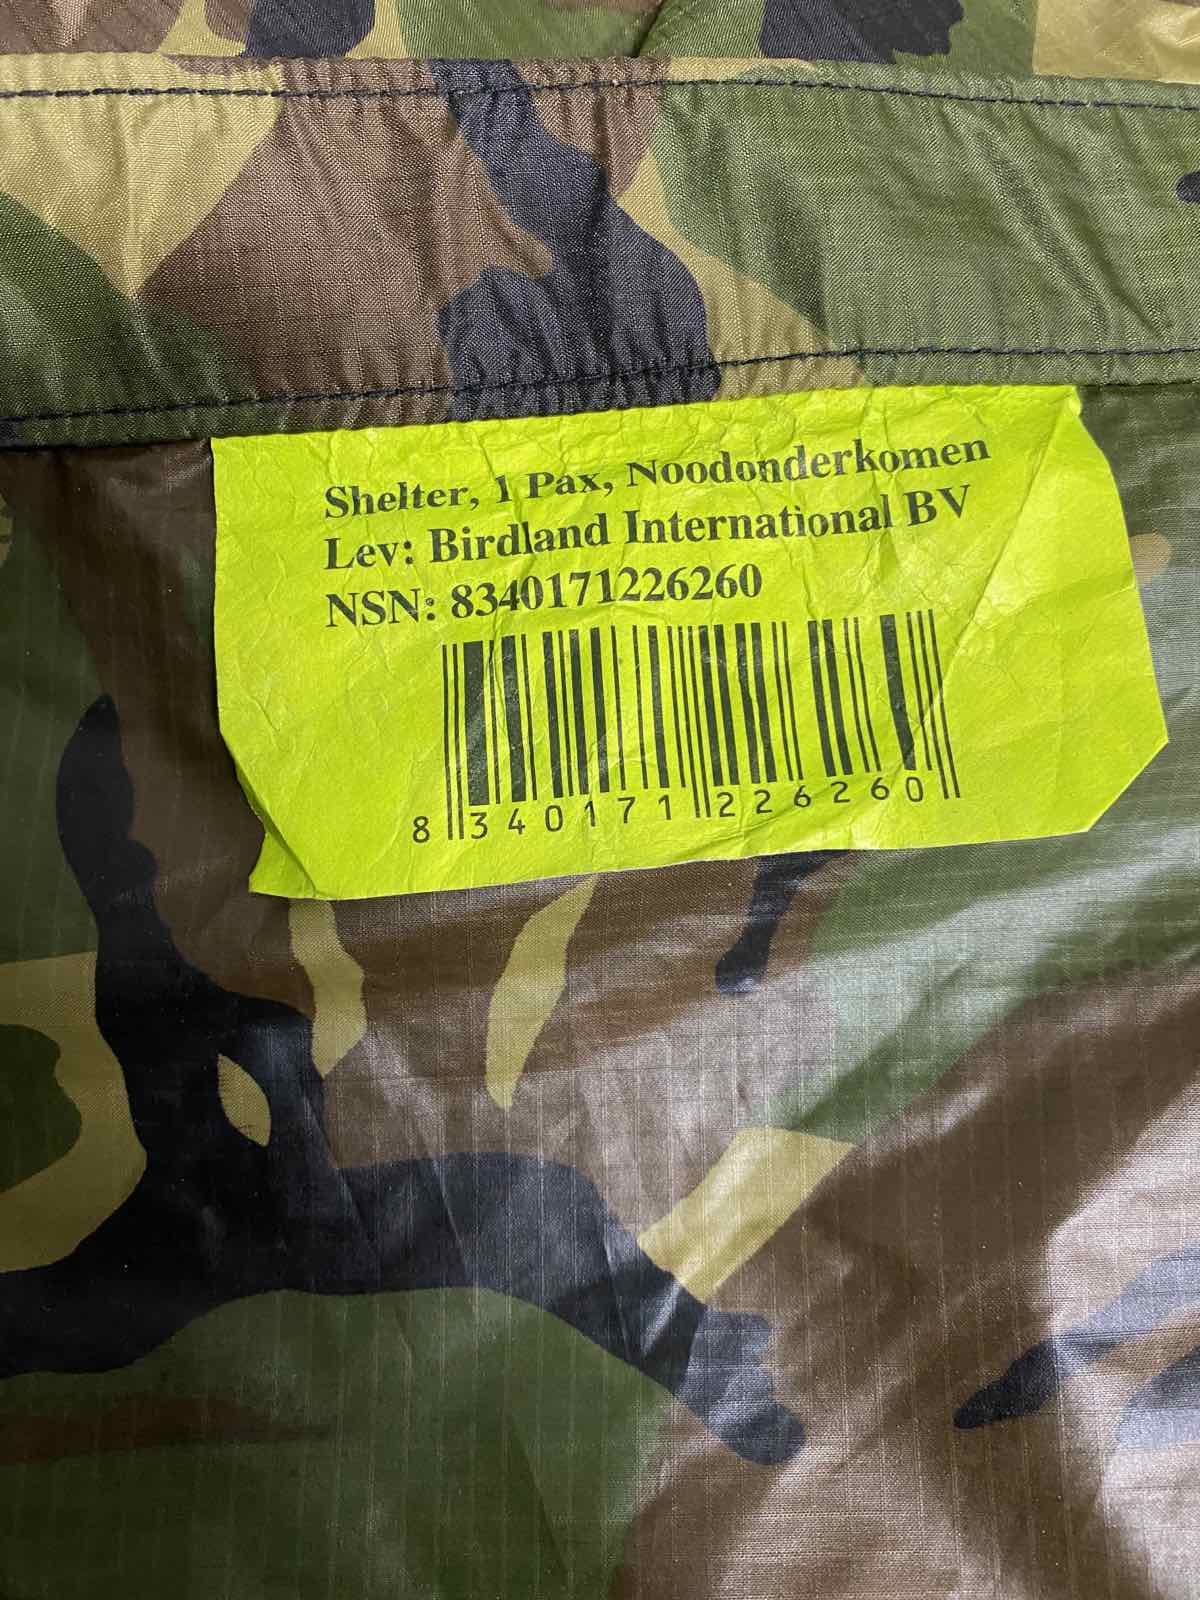 Shelter, 1 Pax, Noodonderkomen
Lev: Birdland International BV
NSN: 8340171226260
8 340171 226260